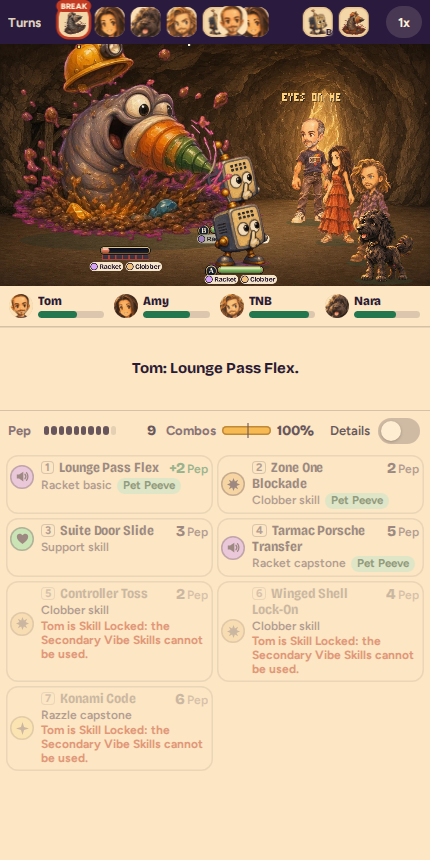 Turns
BREAK
B
1x
EYES ON ME
B
Clobber
Racket Clobber
A
Racket Clobber
Tom
Amy
TNB
Nara
Tom: Lounge Pass Flex.
Pep
9
Combos
100%
Details
1 Lounge Pass Flex +2 Pep
Racket basic Pet Peeve
2 Zone One Blockade 2 Pep
Clobber skill Pet Peeve
3 Suite Door Slide 3 Pep
Support skill
4 Tarmac Porsche Transfer 5 Pep
Racket capstone Pet Peeve
5 Controller Toss 2 Pep
Clobber skill
Tom is Skill Locked: the
Secondary Vibe Skills cannot
be used.
6 Winged Shell Lock-On 4 Pep
Clobber skill
Tom is Skill Locked: the
Secondary Vibe Skills cannot
be used.
7 Konami Code 6 Pep
Razzle capstone
Tom is Skill Locked: the
Secondary Vibe Skills cannot
be used.